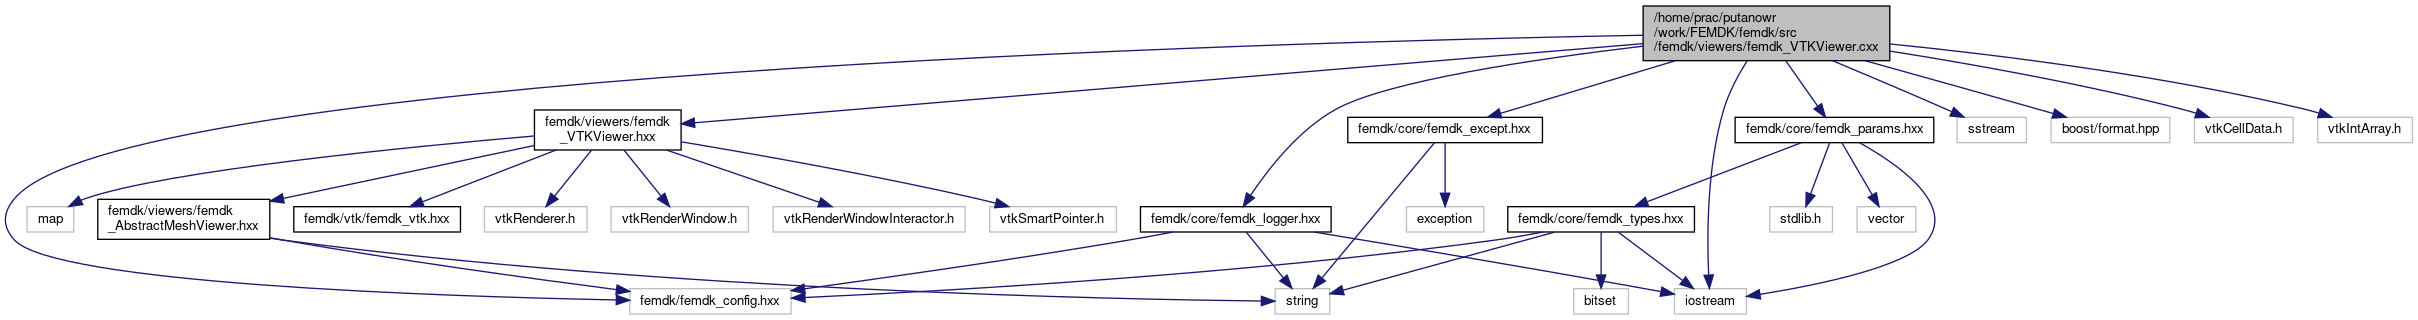 /home/prac/putanowr
/work/FEMDK/femdk/src
/femdk/viewers/femdk_VTKViewer.cxx
femdk/viewers/femdk
_VTKViewer.hxx
femdk/core/femdk_except.hxx
femdk/core/femdk_params.hxx
sstream
boost/format.hpp
vtkCellData.h
vtkIntArray.h
map
femdk/viewers/femdk
_AbstractMeshViewer.hxx
femdk/vtk/femdk_vtk.hxx
vtkRenderer.h
vtkRenderWindow.h
vtkRenderWindowInteractor.h
vtkSmartPointer.h
femdk/core/femdk_logger.hxx
exception
femdk/core/femdk_types.hxx
stdlib.h
vector
femdk/femdk_config.hxx
string
bitset
iostream